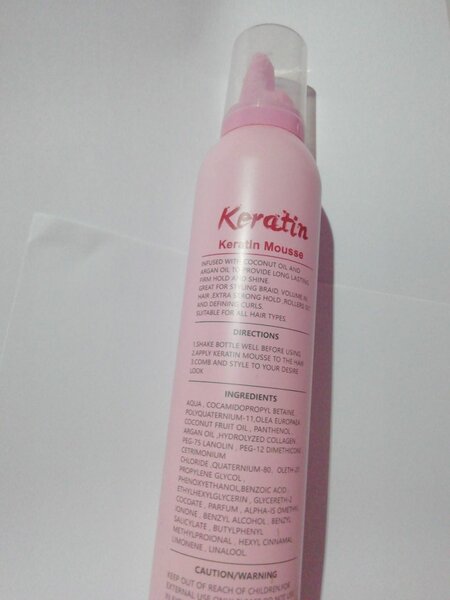 Keratin
Keratin Mousse
INFUSED WITH COCONUT OIL AND
ARGAN OIL TO PROVIDE LONG LASTING
FIRM HOLD AND SHINE.
GREAT FOR STYLING BRAID, VOLUME IN
HAIR ,EXTRA STRONG HOLD ,ROLLERS SET
AND DEFINING CURLS.
SUITABLE FOR ALL HAIR TYPES.
DIRECTIONS
1.SHAKE BOTTLE WELL BEFORE USING
2.APPLY KERATIN MOUSSE TO THE HAIR
3.COMB AND STYLE TO YOUR DESIRE
LOOK
INGREDIENTS
AQUA , COCAMIDOPROPYL BETAINE ,
POLYQUATERNIUM-11,OLEA EUROPAEA
COCONUT FRUIT OIL , PANTHENOL ,
ARGAN OIL ,HYDROLYZED COLLAGEN
PEG-75 LANOLIN , PEG-12 DIMETHICONE
CETRIMONIUM
CHLORIDE ,QUATERNIUM-80, OLETH-20
PROPYLENE GLYCOL ,
PHENOXYETHANOL,BENZOIC ACID ,
ETHYLHEXYLGLYCERIN , GLYCERETH-2
COCOATE , PARFUM , ALPHA-IS OMETHYL
IONONE , BENZYL ALCOHOL , BENZYL
SALICYLATE , BUTYLPHENYL
METHYLPROIONAL , HEXYL CINNAMAL
LIMONENE , LINALOOL
CAUTION/WARNING
KEEP OUT OF REACH OF CHILDREN.FOR
EXTERNAL USE ONLY